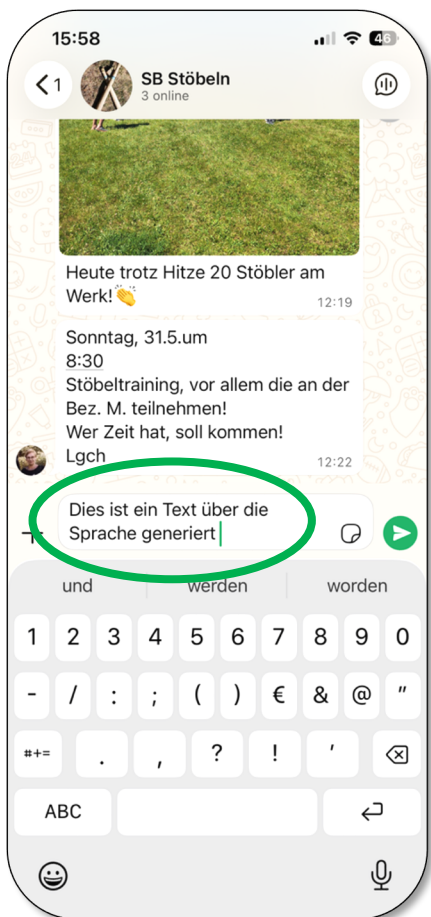 15:58
46
1
SB Stöbeln
3 online
Heute trotz Hitze 20 Stöbler am
Werk!👏
12:19
Sonntag, 31.5.um
8:30
Stöbeltraining, vor allem die an der
Bez. M. teilnehmen!
Wer Zeit hat, soll kommen!
Lgch
12:22
Dies ist ein Text über die
Sprache generiert
und werden worden
1 2 3 4 5 6 7 8 9 0
- / : ; ( ) € & @ "
#+= . , ? ! '
ABC